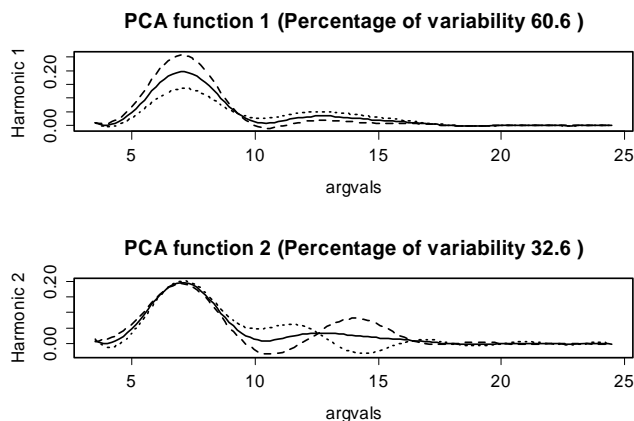 PCA function 1 (Percentage of variability 60.6 )
Harmonic 1
0.20
0.00
5 10 15 20 25
argvals
PCA function 2 (Percentage of variability 32.6 )
Harmonic 2
0.20
0.00
5 10 15 20 25
argvals